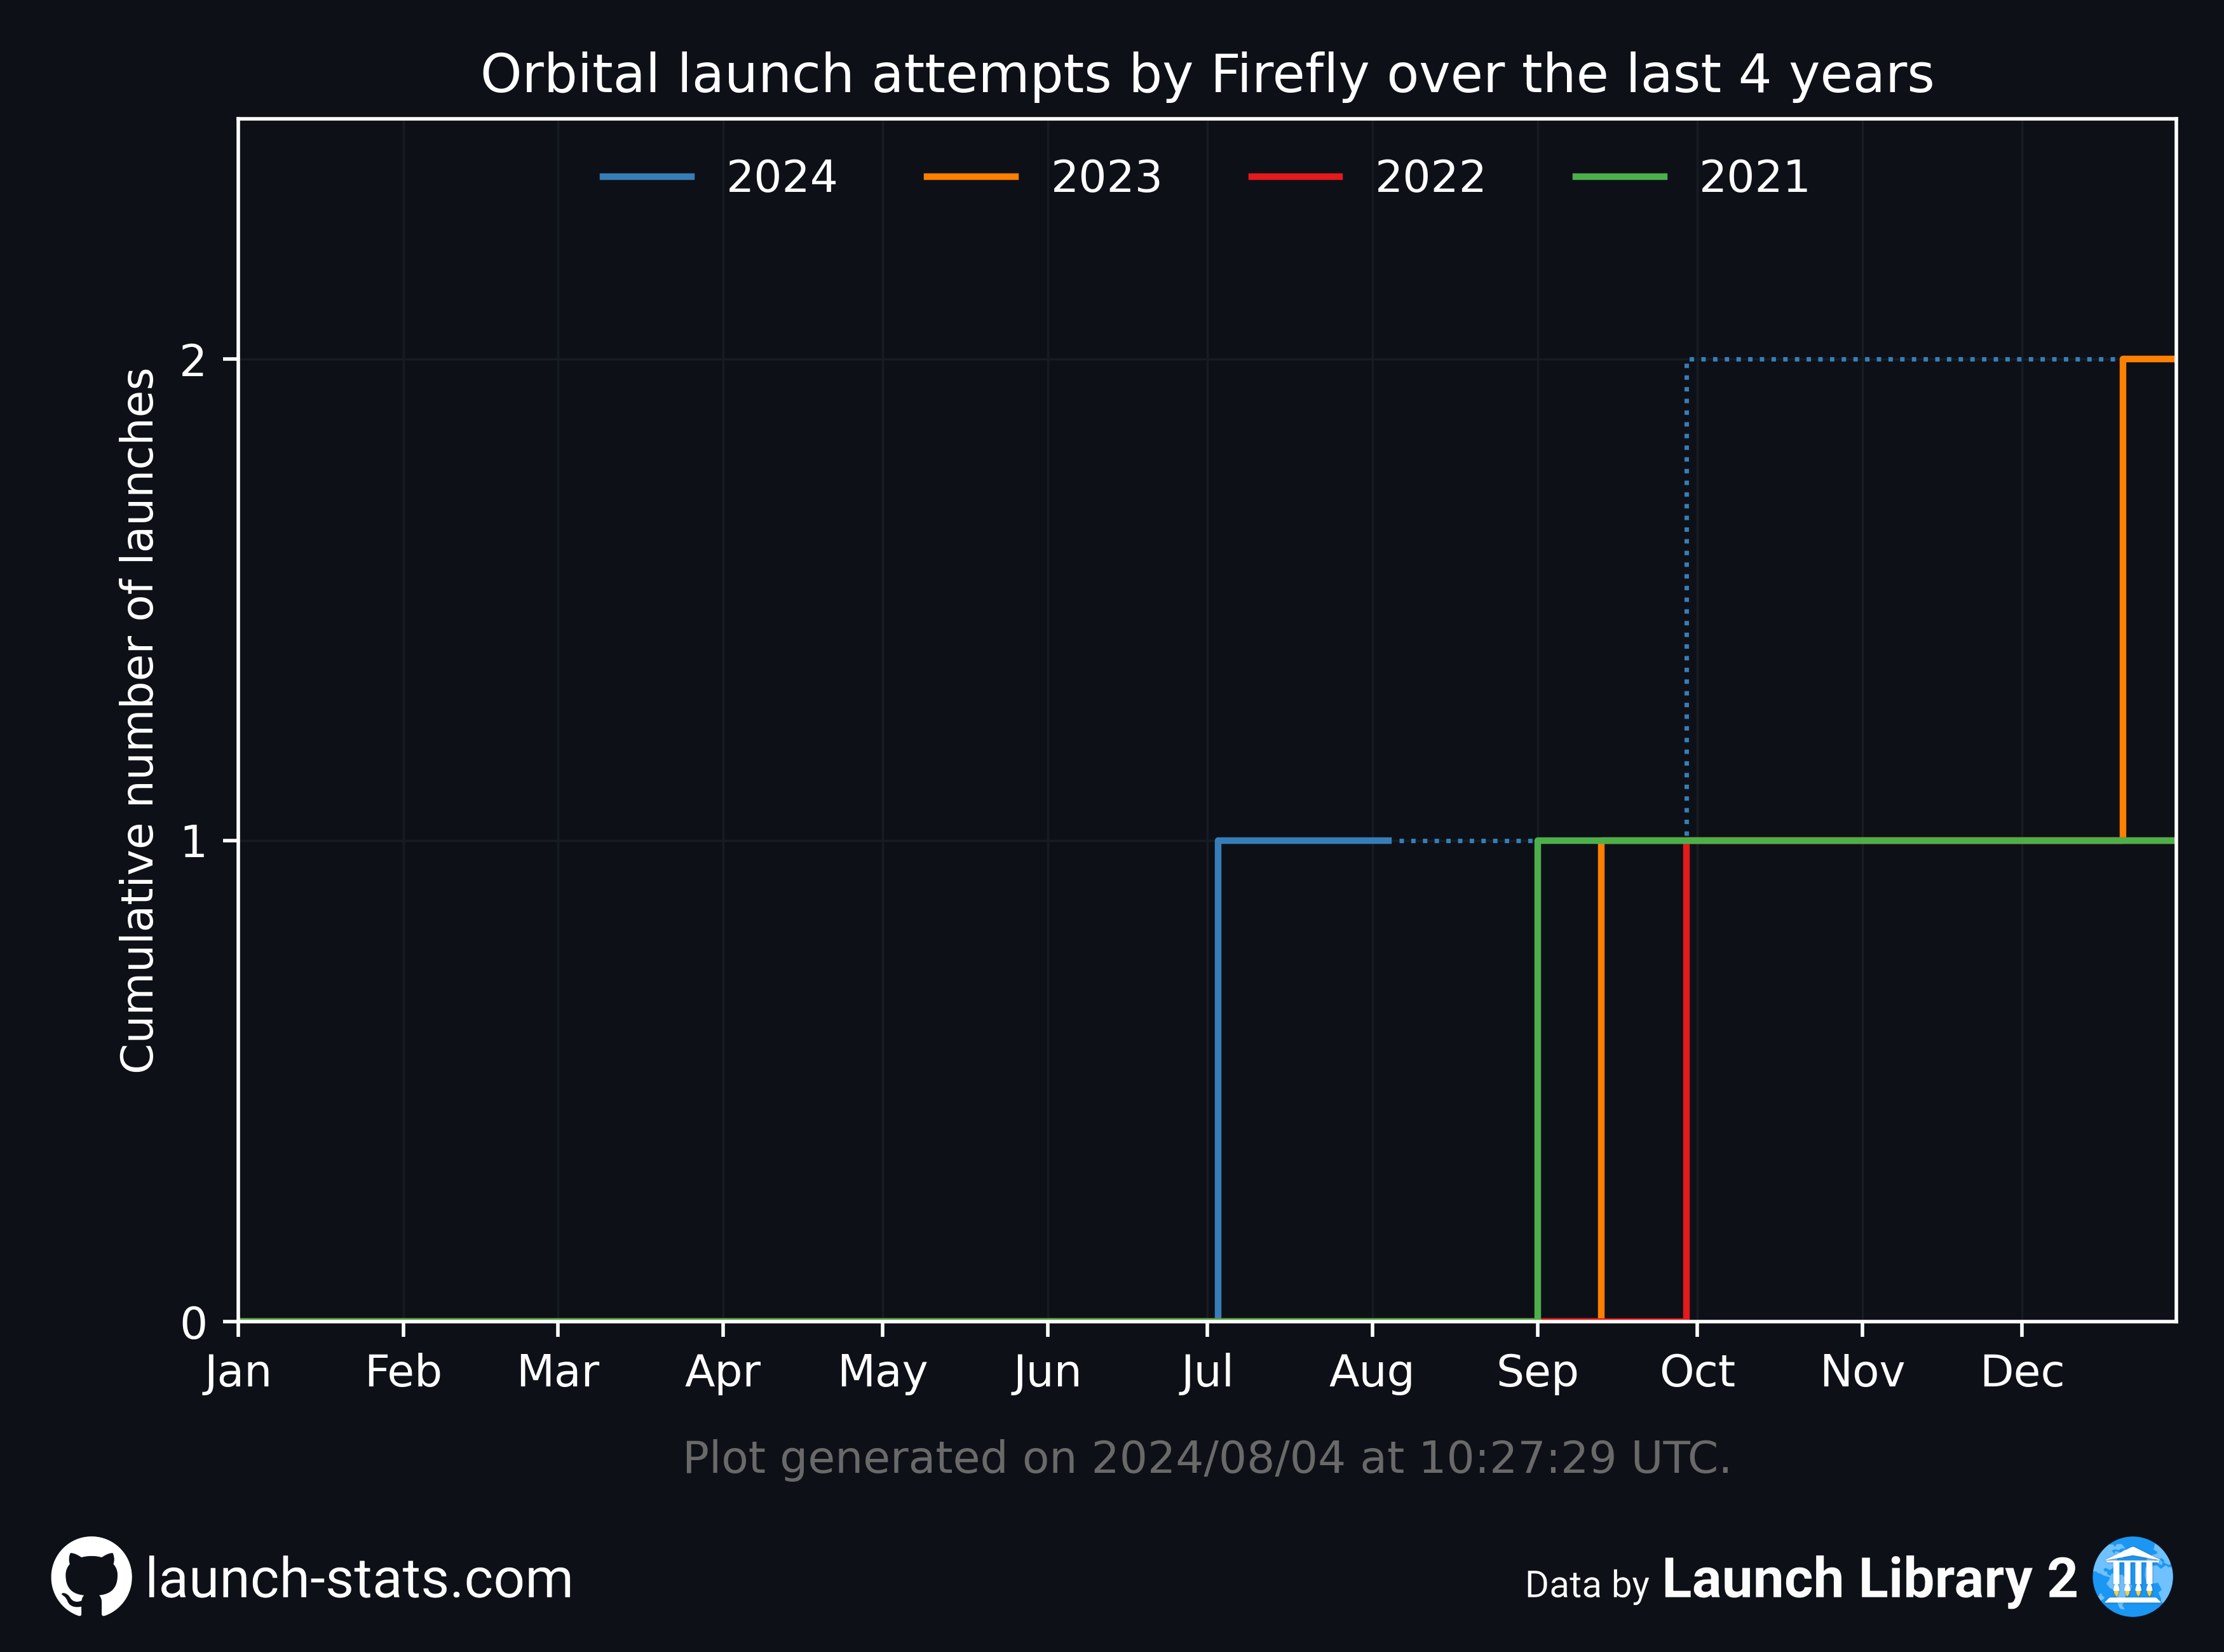 Orbital launch attempts by Firefly over the last 4 years
2024 2023 2022 2021
Cumulative number of launches
2
1
0
Jan Feb Mar Apr May Jun Jul Aug Sep Oct Nov Dec
Plot generated on 2024/08/04 at 10:27:29 UTC.
launch-stats.com
Data by Launch Library 2